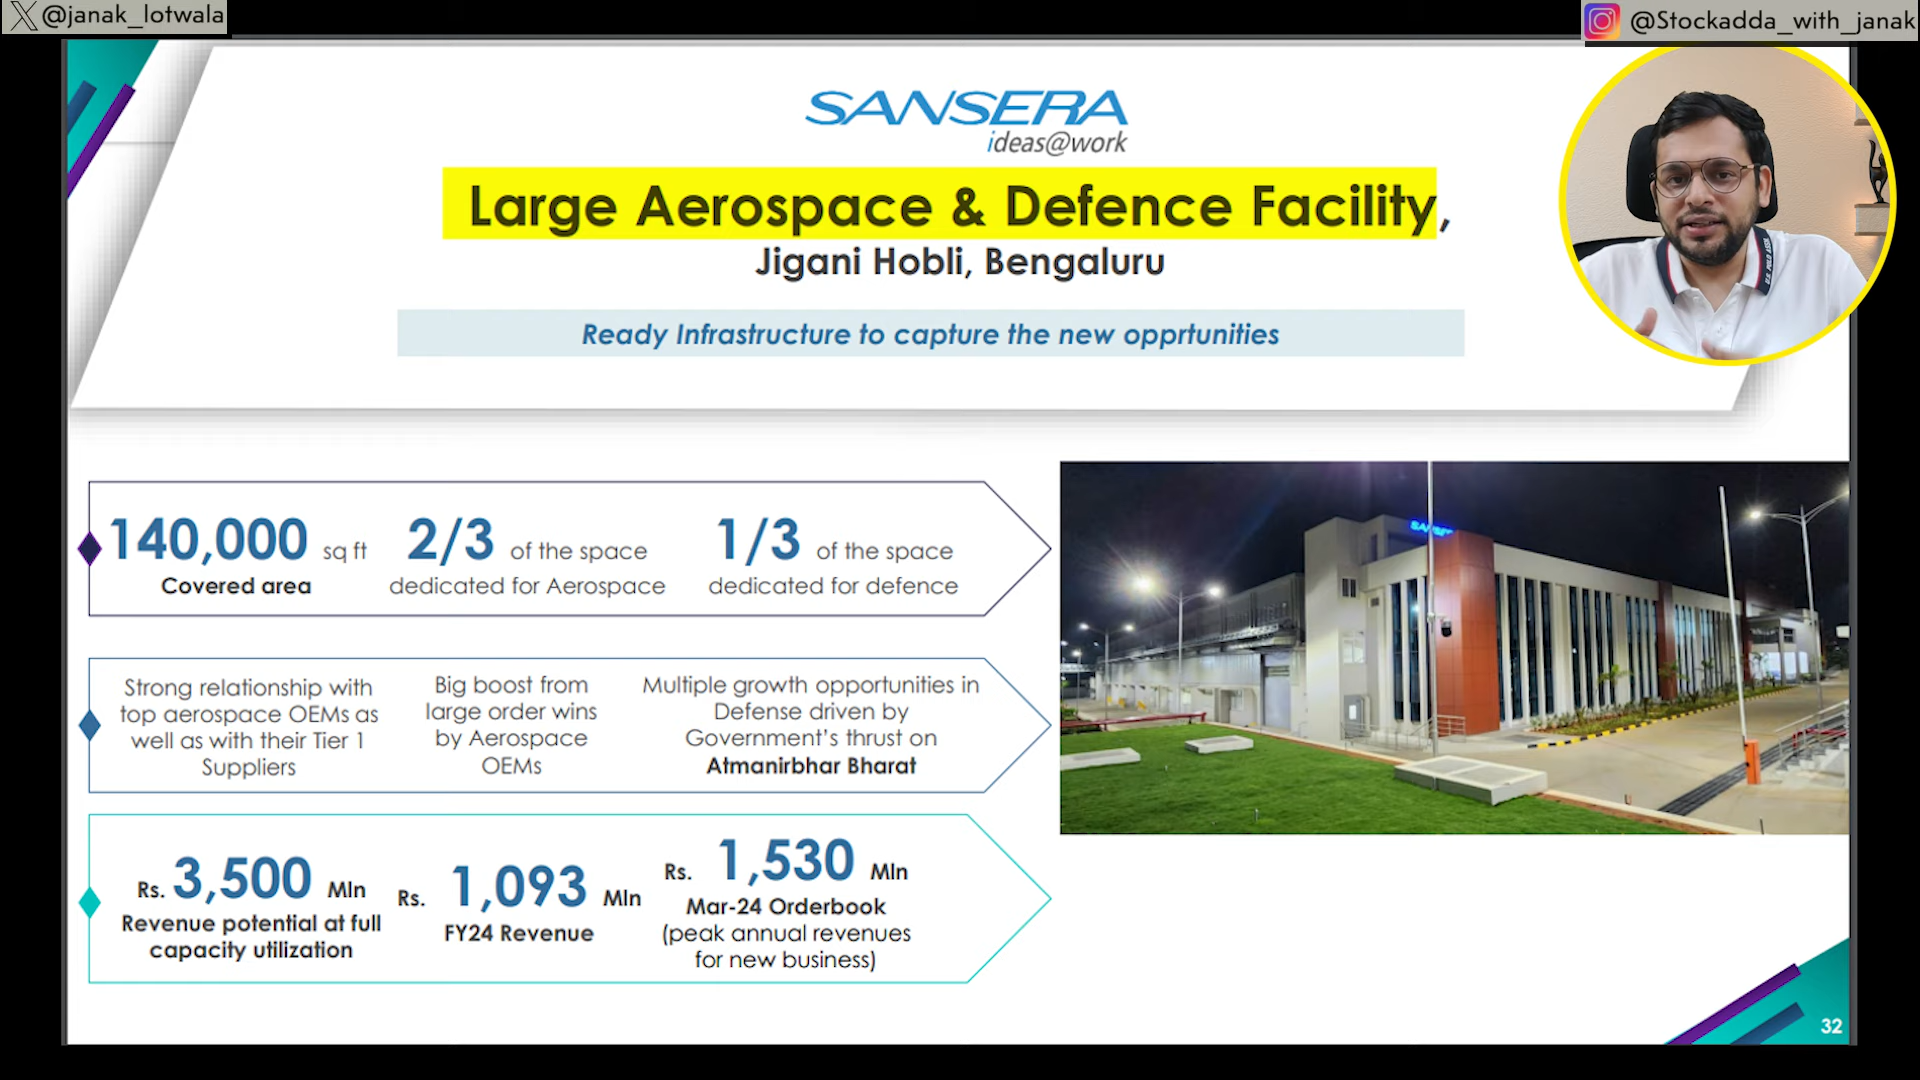 @janak_lotwala
@Stockadda_with_janak
SANSERA
ideas@work
Large Aerospace & Defence Facility,
Jigani Hobli, Bengaluru
Ready Infrastructure to capture the new opprtunities
140,000 sq ft
Covered area
2/3 of the space
dedicated for Aerospace
1/3 of the space
dedicated for defence
Strong relationship with
top aerospace OEMs as
well as with their Tier 1
Suppliers
Big boost from
large order wins
by Aerospace
OEMs
Multiple growth opportunities in
Defense driven by
Government's thrust on
Atmanirbhar Bharat
Rs. 3,500 Mln
Revenue potential at full
capacity utilization
Rs. 1,093 Mln
FY24 Revenue
Rs. 1,530 Mln
Mar-24 Orderbook
(peak annual revenues
for new business)
SANSERA
32